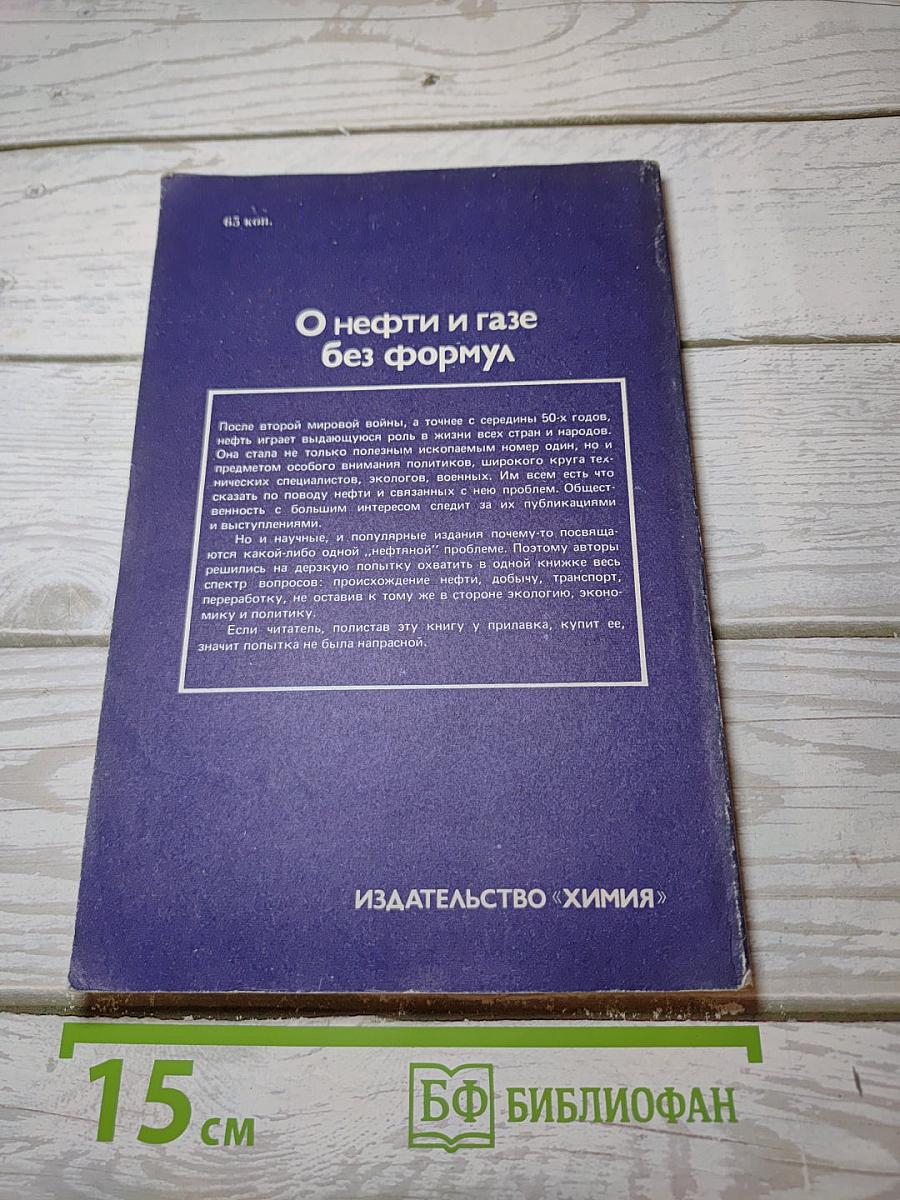 65 коп.
О нефти и газе
без формул
После второй мировой войны, а точнее с середины 50-х годов,
нефть играет выдающуюся роль в жизни всех стран и народов.
Она стала не только полезным ископаемым номер один, но и
предметом особого внимания политиков, широкого круга тех-
нических специалистов, экологов, военных. Им всем есть что
сказать по поводу нефти и связанных с нею проблем. Общест-
венность с большим интересом следит за их публикациями
и выступлениями.
Но и научные, и популярные издания почему-то посвяща-
ются какой-либо одной „нефтяной" проблеме. Поэтому авторы
решились на дерзкую попытку охватить в одной книжке весь
спектр вопросов: происхождение нефти, добычу, транспорт,
переработку, не оставив к тому же в стороне экологию, эконо-
мику и политику.
Если читатель, полистав эту книгу у прилавка, купит ее,
значит попытка не была напрасной.
ИЗДАТЕЛЬСТВО «ХИМИЯ»
15 см
БФ БИБЛИОФАН